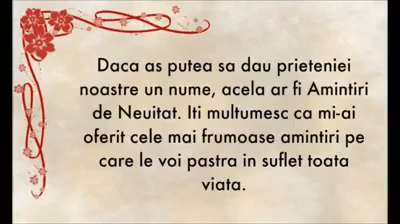 Daca as putea sa dau prieteniei
noastre un nume, acela ar fi Amintiri
de Neuitat. Iti multumesc ca mi-ai
oferit cele mai frumoase amintiri pe
care le voi pastra in suflet toata
viata.